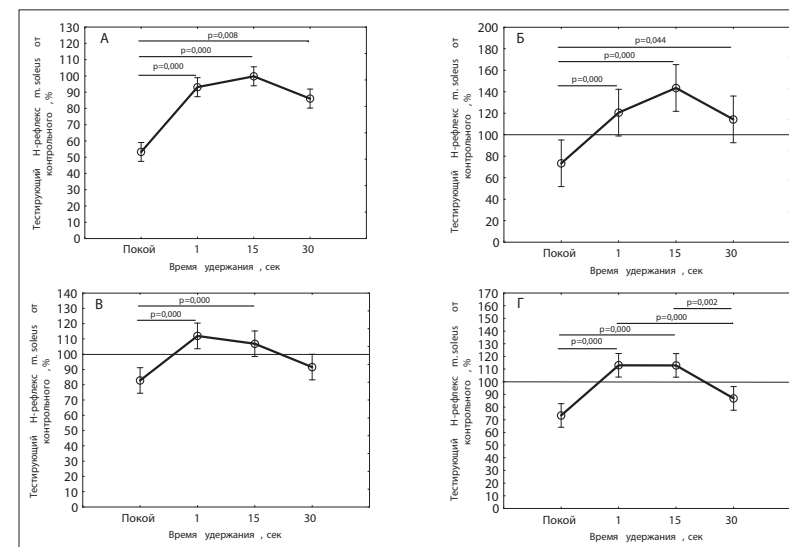 А
Тестирующий Н-рефлекс m. soleus от
контрольного , %
130
120
110
100
90
80
70
60
50
40
30
20
10
0
p=0,008
p=0,000
p=0,000
Покой 1 15 30
Время удержания , сек
Б
Тестирующий Н-рефлекс m. soleus от
контрольного , %
200
180
160
140
120
100
80
60
40
20
0
p=0,044
p=0,000
p=0,000
Покой 1 15 30
Время удержания , сек
В
Тестирующий Н-рефлекс m. soleus от
контрольного , %
140
130
120
110
100
90
80
70
60
50
40
30
20
10
0
p=0,000
p=0,000
Покой 1 15 30
Время удержания , сек
Г
Тестирующий Н-рефлекс m. soleus от
контрольного , %
170
160
150
140
130
120
110
100
90
80
70
60
50
40
30
20
10
0
p=0,002
p=0,000
p=0,000
p=0,000
Покой 1 15 30
Время удержания , сек